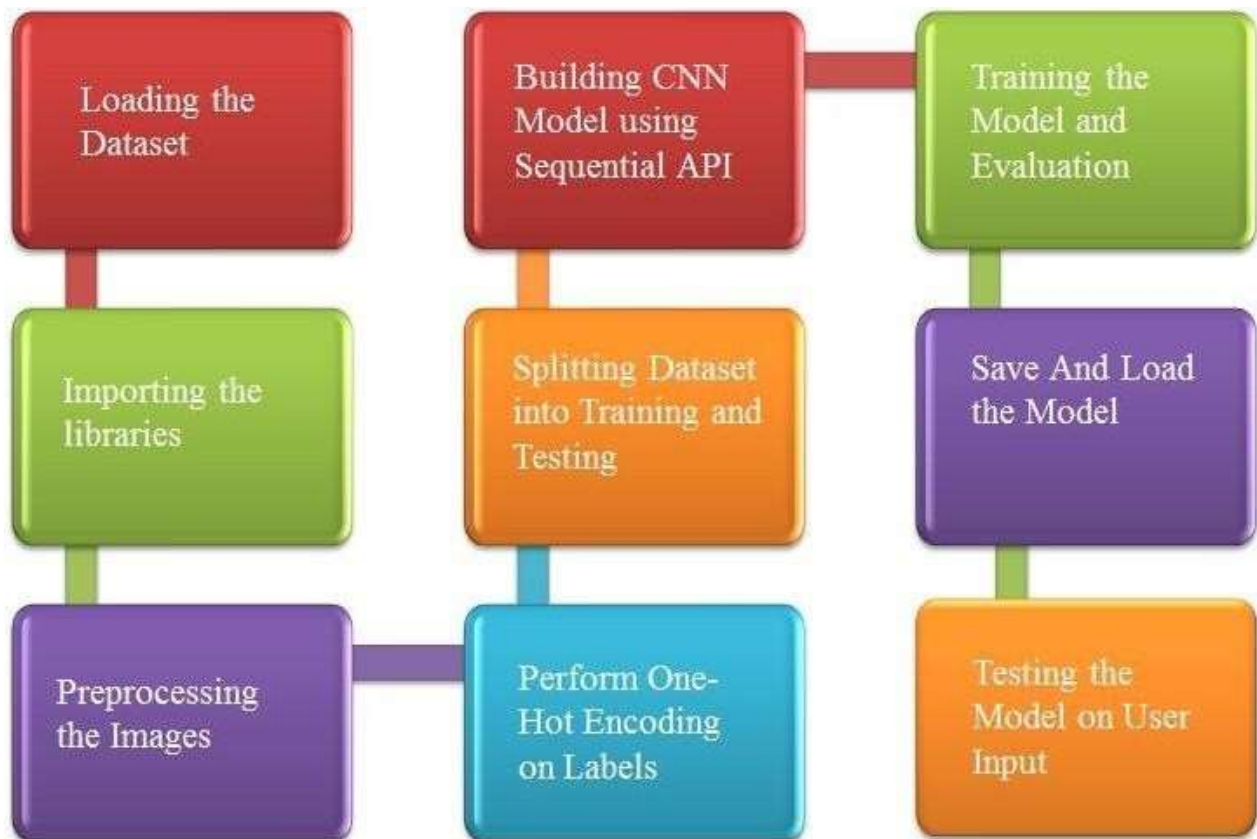 Loading the
Dataset
Importing the
libraries
Preprocessing
the Images
Perform One-
Hot Encoding
on Labels
Splitting Dataset
into Training and
Testing
Building CNN
Model using
Sequential API
Training the
Model and
Evaluation
Save And Load
the Model
Testing the
Model on User
Input